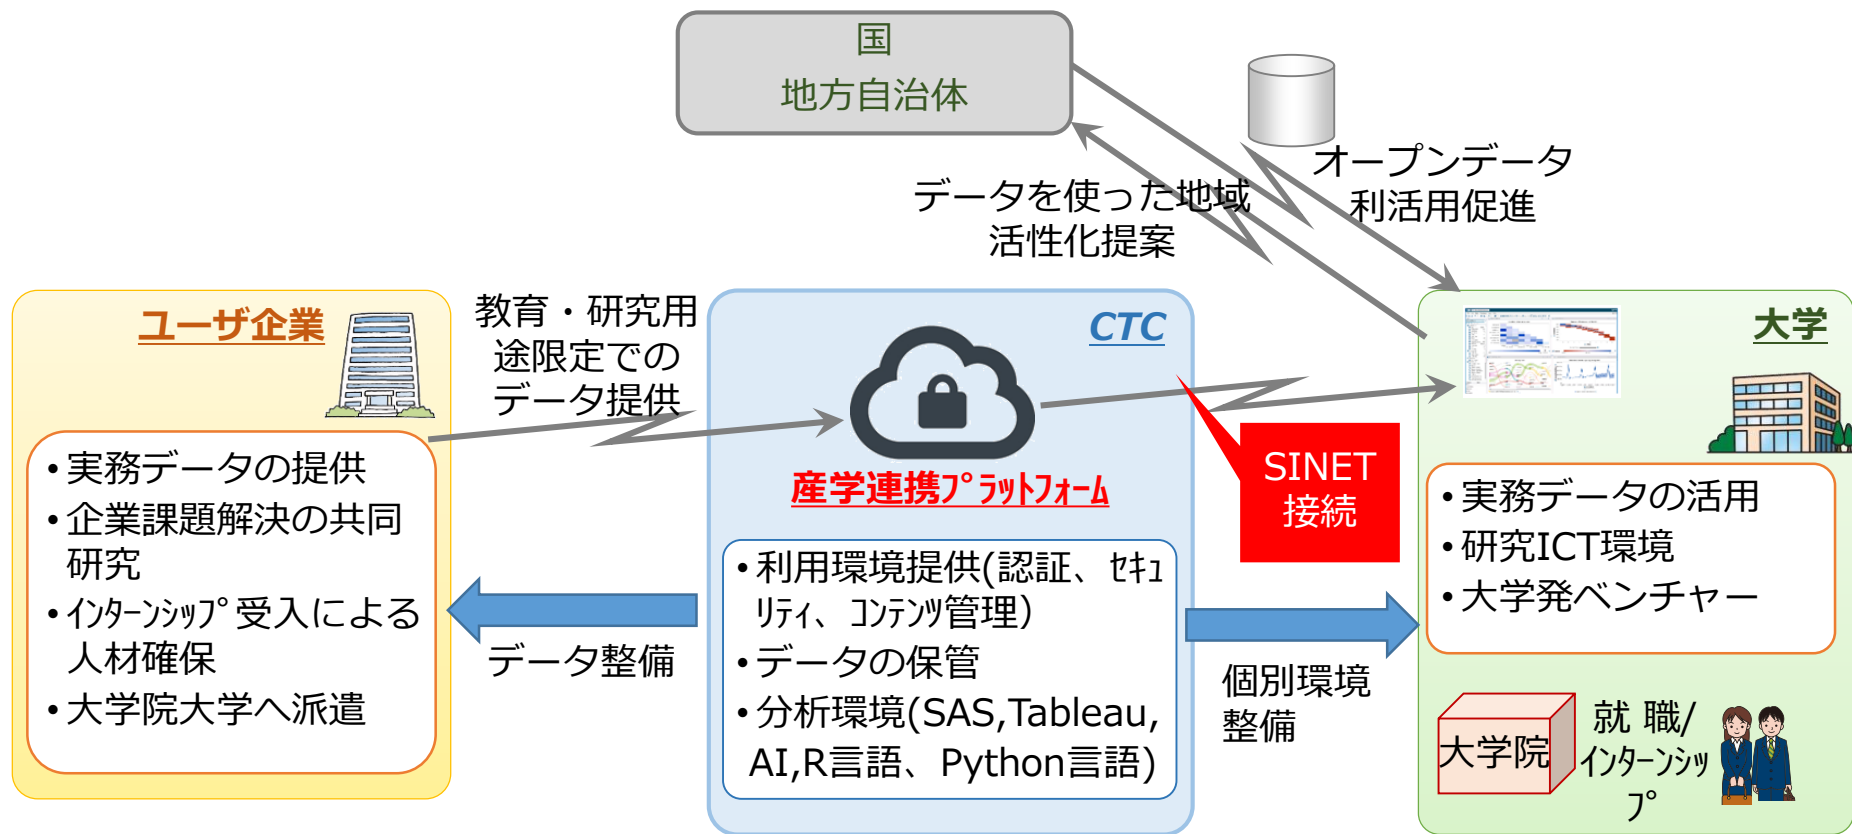 国
地方自治体
オープンデータ
利活用促進
データを使った地域
活性化提案
ユーザ企業
教育・研究用
途限定での
データ提供
CTC
大学
産学連携ﾌﾟﾗｯﾄﾌｫｰﾑ
SINET
接続
•実務データの提供
•企業課題解決の共同
研究
•ｲﾝﾀｰﾝｼｯﾌﾟ受入による
人材確保
•大学院大学へ派遣
データ整備
•利用環境提供(認証、ｾｷｭ
ﾘﾃｨ、ｺﾝﾃﾝﾂ管理)
•データの保管
•分析環境(SAS,Tableau,
AI,R言語、Python言語)
個別環境
整備
•実務データの活用
•研究ICT環境
•大学発ベンチャー
大学院
就 職/
ｲﾝﾀｰﾝｼｯ
ﾌﾟ